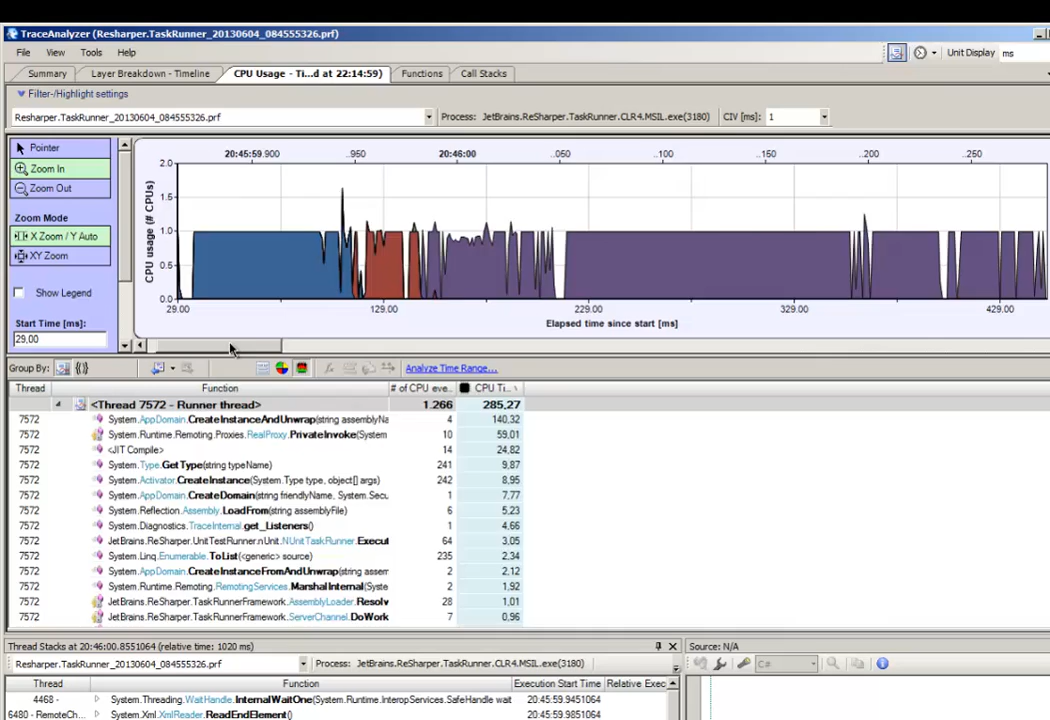 TraceAnalyzer (Resharper.TaskRunner_20130604_084555326.prf)
File View Tools Help Unit Display ms
Summary Layer Breakdown - Timeline CPU Usage - Ti...d at 22:14:59) Functions Call Stacks
Filter-/Highlight settings
Resharper.TaskRunner_20130604_084555326.prf Process: JetBrains.ReSharper.TaskRunner.CLR4.MSIL.exe(3180) CIV [ms]: 1
Pointer
Zoom In
Zoom Out
Zoom Mode
X Zoom / Y Auto
XY Zoom
Show Legend
Start Time [ms]:
29,00
20:45:59.900 ..950 20:46:00 ..050 ..100 ..150 ..200 ..250
CPU usage (# CPUs)
2.0
1.5
1.0
0.5
0.0
29.00 129.00 229.00 329.00 429.00
Elapsed time since start [ms]
Group By: {()} Analyze Time Range...
Thread Function # of CPU eve.. CPU Ti..
<Thread 7572 - Runner thread> 1.266 285,27
7572 System.AppDomain.CreateInstanceAndUnwrap(string assemblyNa 4 140,32
7572 System.Runtime.Remoting.Proxies.RealProxy.PrivateInvoke(System 10 59,01
7572 <JIT Compile> 14 24,82
7572 System.Type.GetType(string typeName) 241 9,87
7572 System.Activator.CreateInstance(System.Type type, object[] args) 242 8,95
7572 System.AppDomain.CreateDomain(string friendlyName, System.Secu 1 7,77
7572 System.Reflection.Assembly.LoadFrom(string assemblyFile) 6 5,23
7572 System.Diagnostics.TraceInternal.get_Listeners() 1 4,66
7572 JetBrains.ReSharper.UnitTestRunner.nUnit.NUnitTaskRunner.Execut 64 3,05
7572 System.Linq.Enumerable.ToList(<generic> source) 235 2,34
7572 System.AppDomain.CreateInstanceFromAndUnwrap(string assem 2 2,12
7572 System.Runtime.Remoting.RemotingServices.MarshalInternal(Syste 2 1,92
7572 JetBrains.ReSharper.TaskRunnerFramework.AssemblyLoader.Resolv 28 1,01
7572 JetBrains.ReSharper.TaskRunnerFramework.ServerChannel.DoWork 7 0,96
Thread Stacks at 20:46:00.8551064 (relative time: 1020 ms) Source: N/A
Resharper.TaskRunner_20130604_084555326.prf Process: JetBrains.ReSharper.TaskRunner.CLR4.MSIL.exe(3180) C#
Thread Function Execution Start Time Relative Exec
4468 - System.Threading.WaitHandle.InternalWaitOne(System.Runtime.InteropServices.SafeHandle wait 20:45:59.9451064
6480 - RemoteCh.. System.Xml.XmlReader.ReadEndElement() 20:45:59.9851064